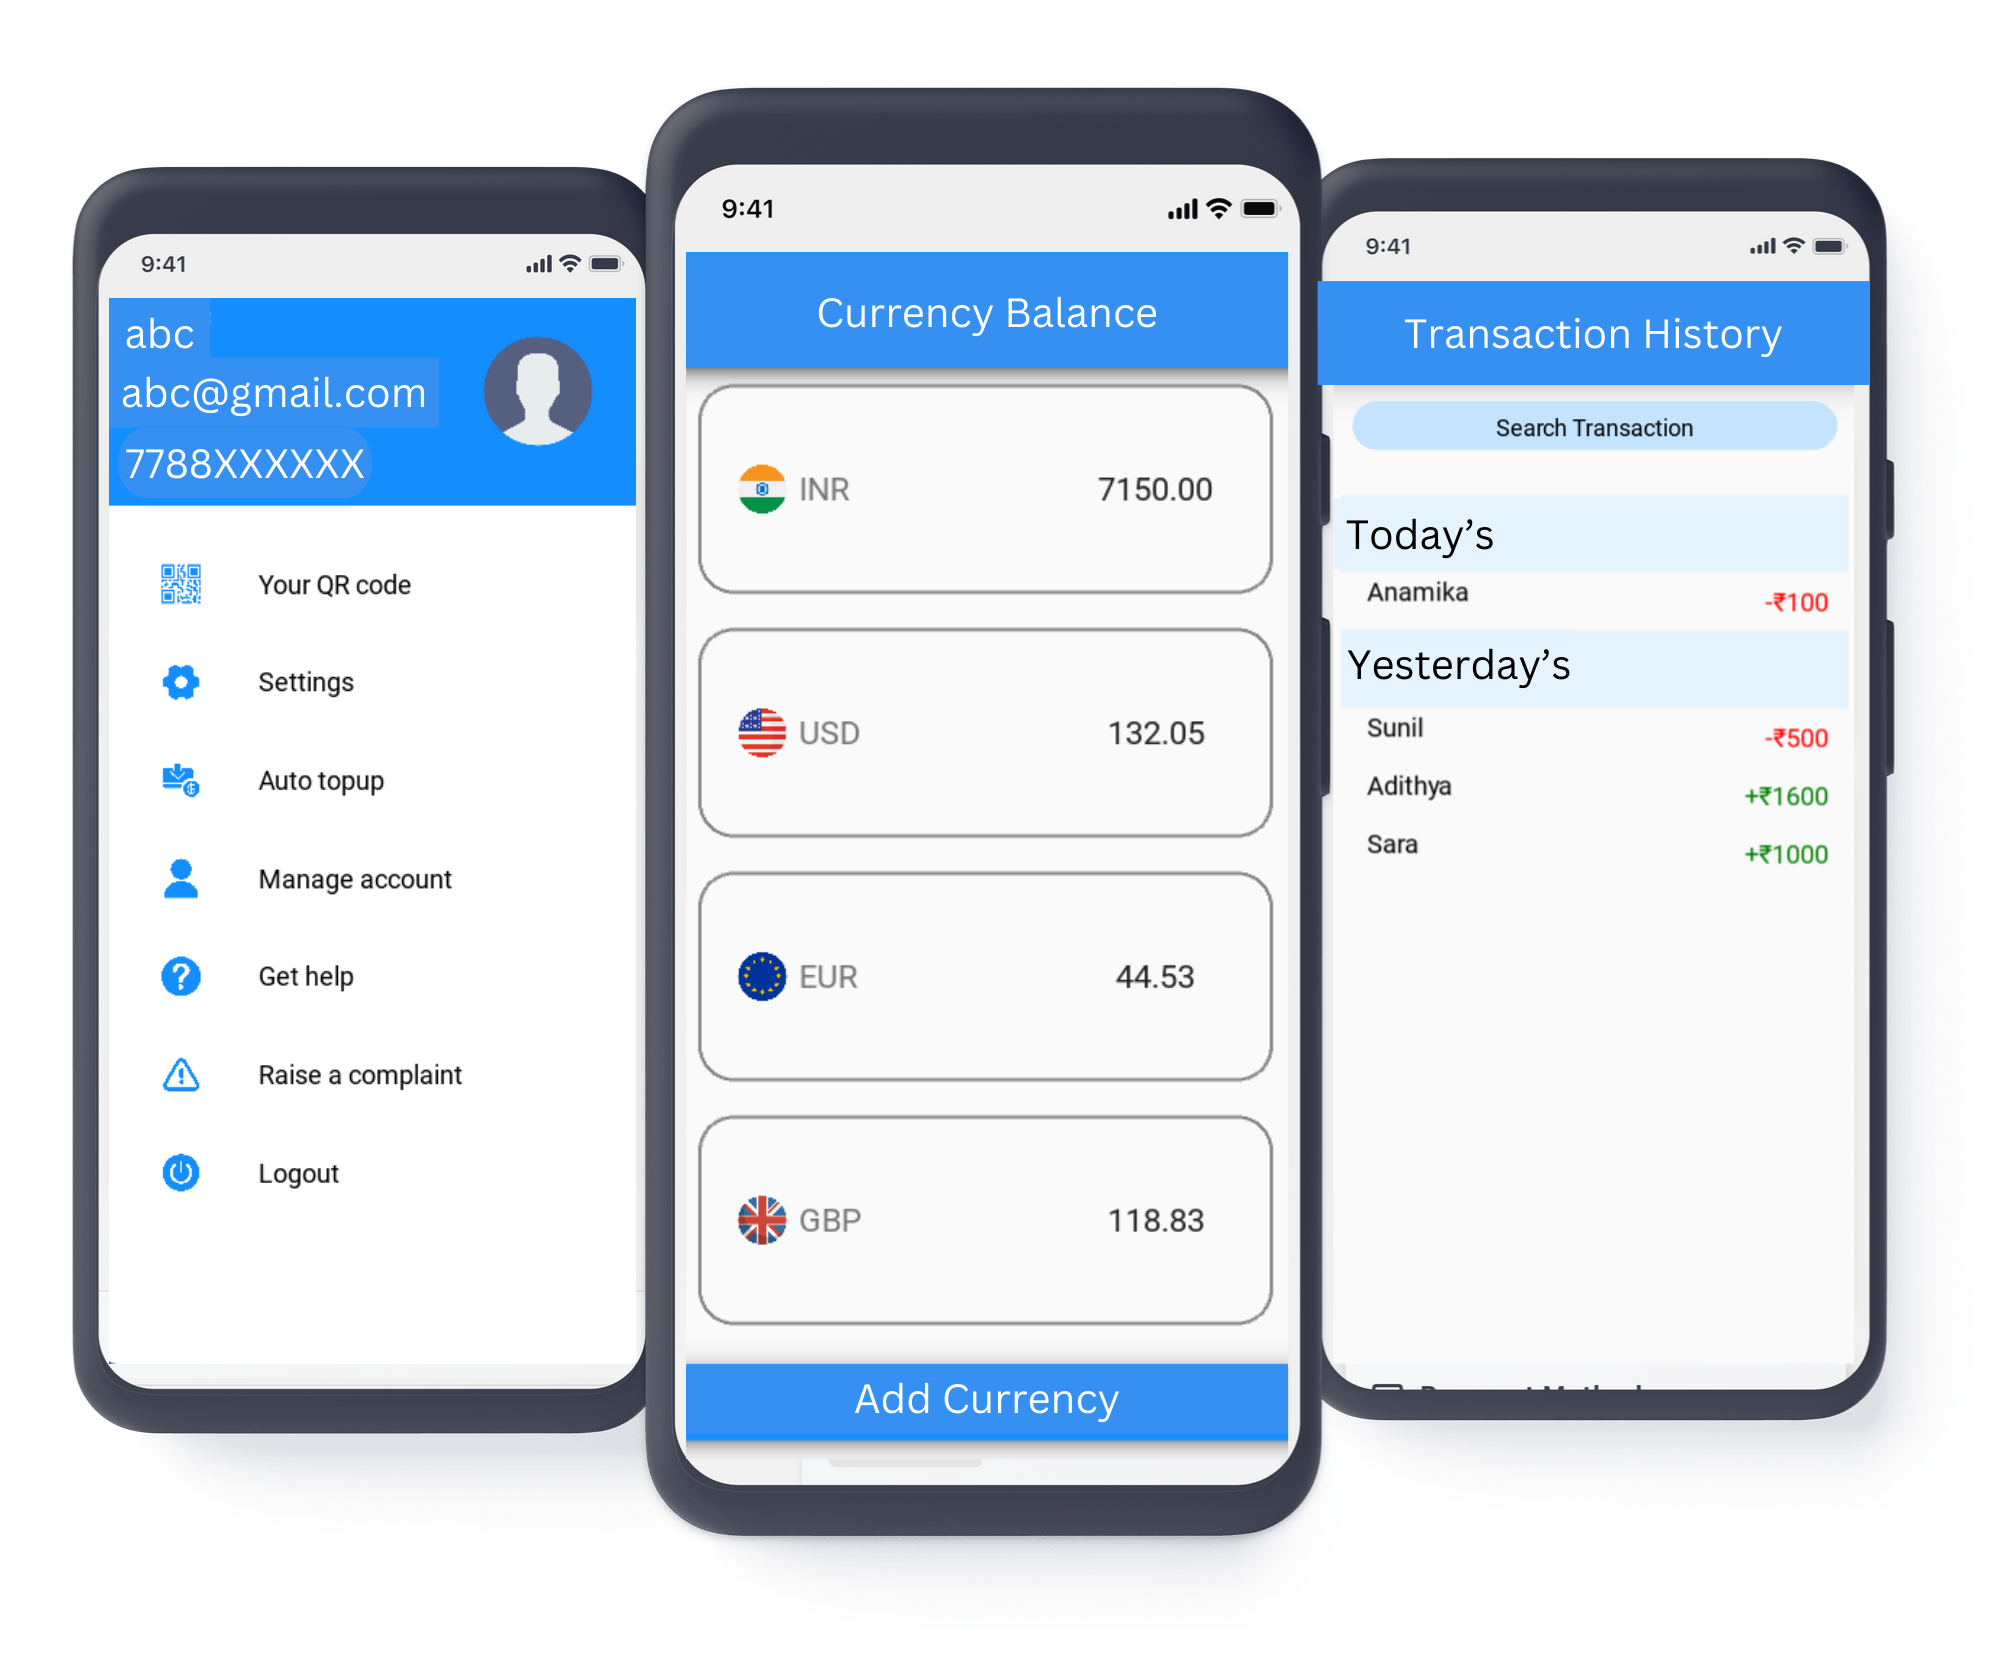 9:41
abc
abc@gmail.com
7788XXXXXX
Your QR code
Settings
Auto topup
Manage account
Get help
Raise a complaint
Logout
9:41
Currency Balance
INR 7150.00
USD 132.05
EUR 44.53
GBP 118.83
Add Currency
9:41
Transaction History
Search Transaction
Today’s
Anamika -₹100
Yesterday’s
Sunil -₹500
Adithya +₹1600
Sara +₹1000